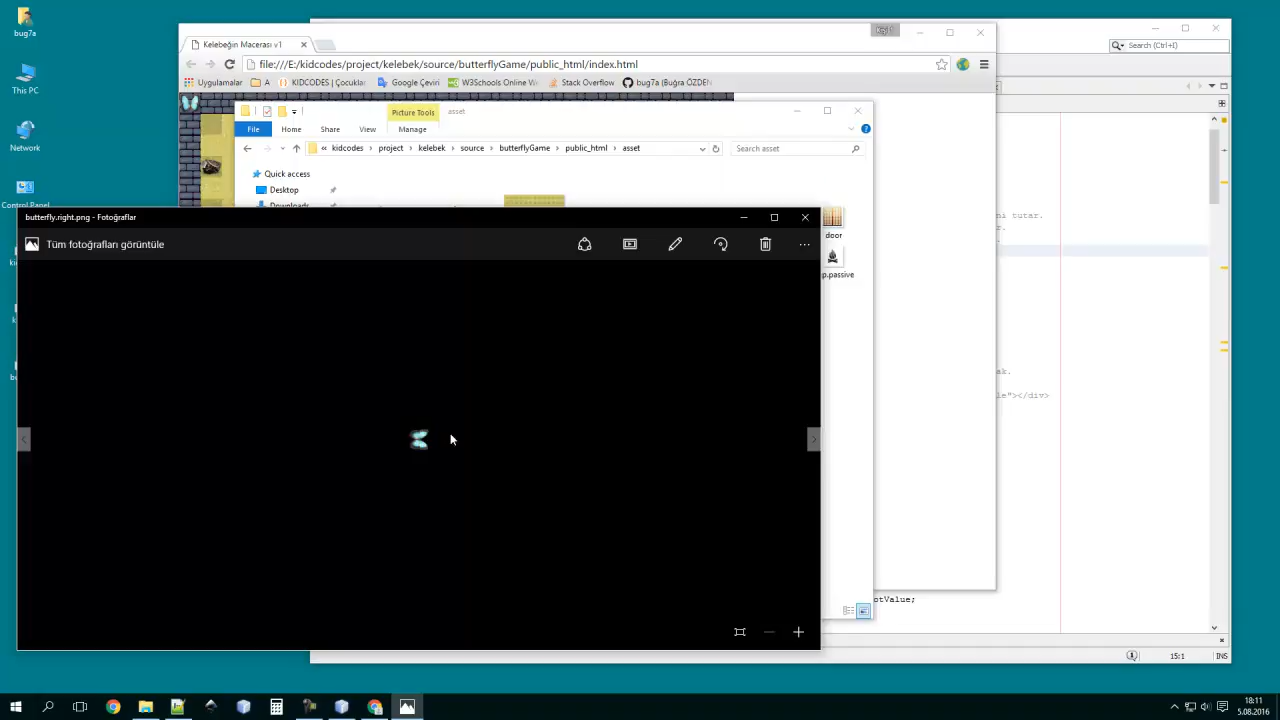 bug7a
This PC
Network
Control Panel
Kelebeğin Macerası v1
Search (Ctrl+I)
file:///E:/kidcodes/project/kelebek/source/butterflyGame/public_html/index.html
Uygulamalar
A
KIDCODES | Çocuklar
Google Çeviri
W3Schools Online We
Stack Overflow
bug7a (Buğra ÖZDEN
Picture Tools
asset
File
Home
Share
View
Manage
« kidcodes > project > kelebek > source > butterflyGame > public_html > asset
Search asset
Quick access
Desktop
Downloads
butterfly.right.png - Fotoğraflar
Tüm fotoğrafları görüntüle
door
p.passive
ni tutar.
r.
ak.
le"></div>
otValue;
15:1
INS
18:11
5.08.2016